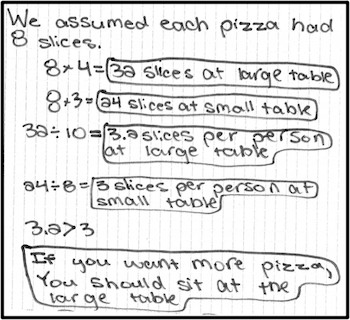 We assumed each pizza had
8 slices.
8×4=32 slices at large table
8×3=24 slices at small table
32÷10=3.2 slices per person
at large table
24÷8=3 slices per person at
small table
3.2>3
If you want more pizza,
You should sit at the
large table